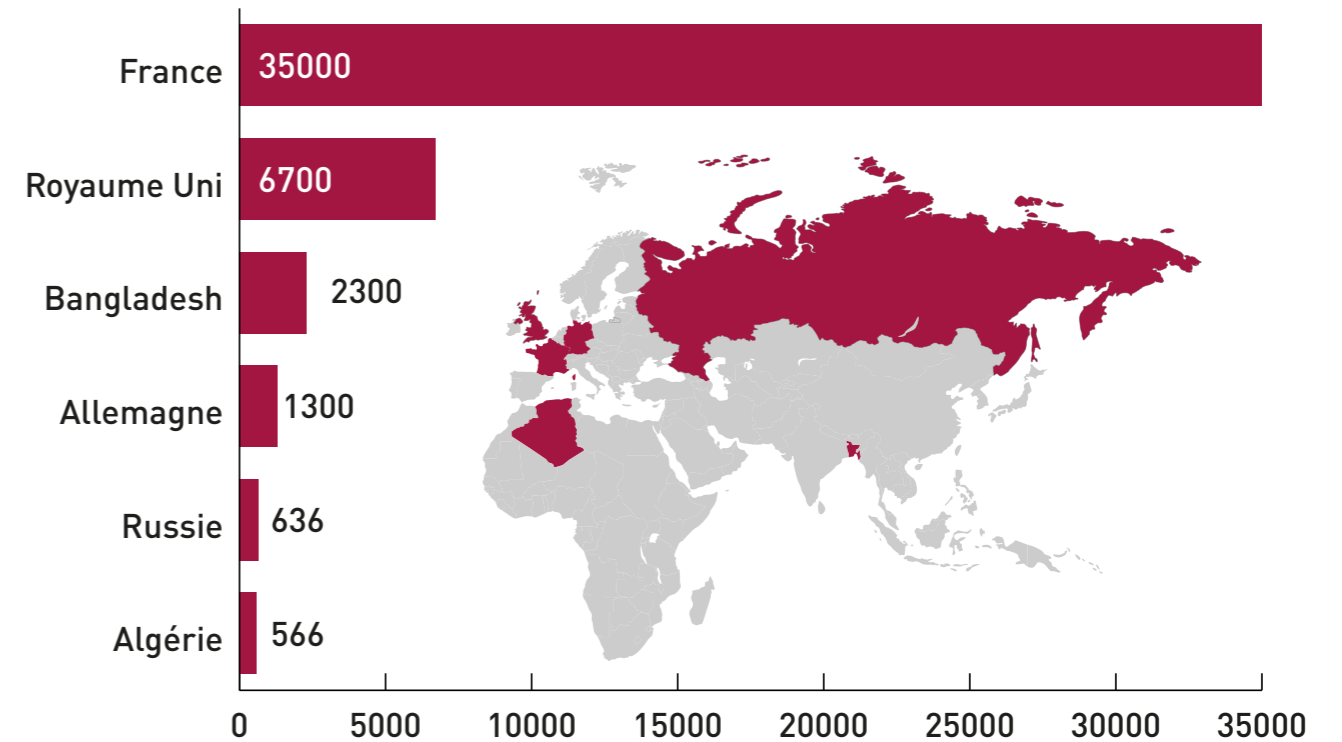 France 35000
Royaume Uni 6700
Bangladesh 2300
Allemagne 1300
Russie 636
Algérie 566
0 5000 10000 15000 20000 25000 30000 35000